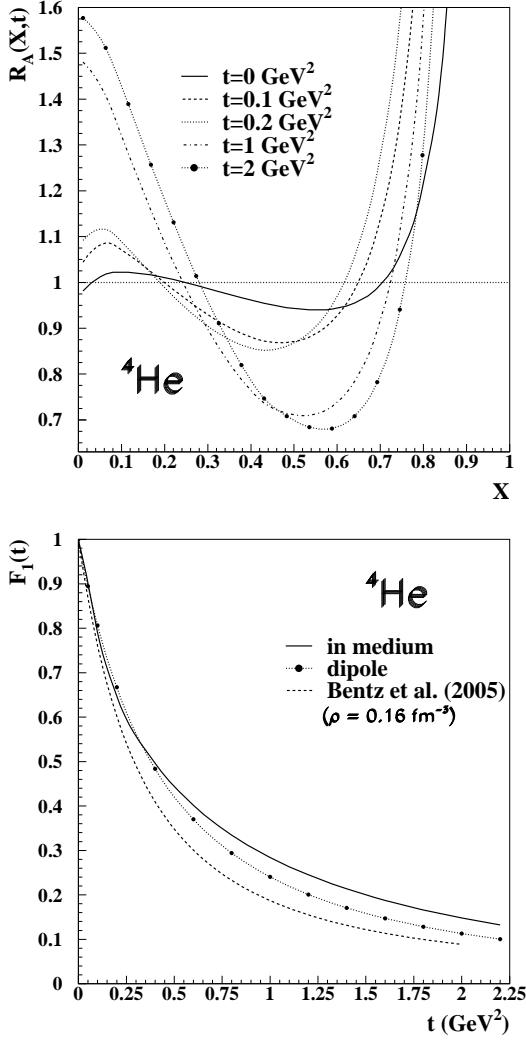 R_A(X,t)
1.6
1.5
1.4
1.3
1.2
1.1
1
0.9
0.8
0.7
t=0 GeV²
t=0.1 GeV²
t=0.2 GeV²
t=1 GeV²
t=2 GeV²
⁴He
0 0.1 0.2 0.3 0.4 0.5 0.6 0.7 0.8 0.9 1
X
F₁(t)
1
0.9
0.8
0.7
0.6
0.5
0.4
0.3
0.2
0.1
0
⁴He
in medium
dipole
Bentz et al. (2005)
(ρ = 0.16 fm⁻³)
0 0.25 0.5 0.75 1 1.25 1.5 1.75 2 2.25
t (GeV²)